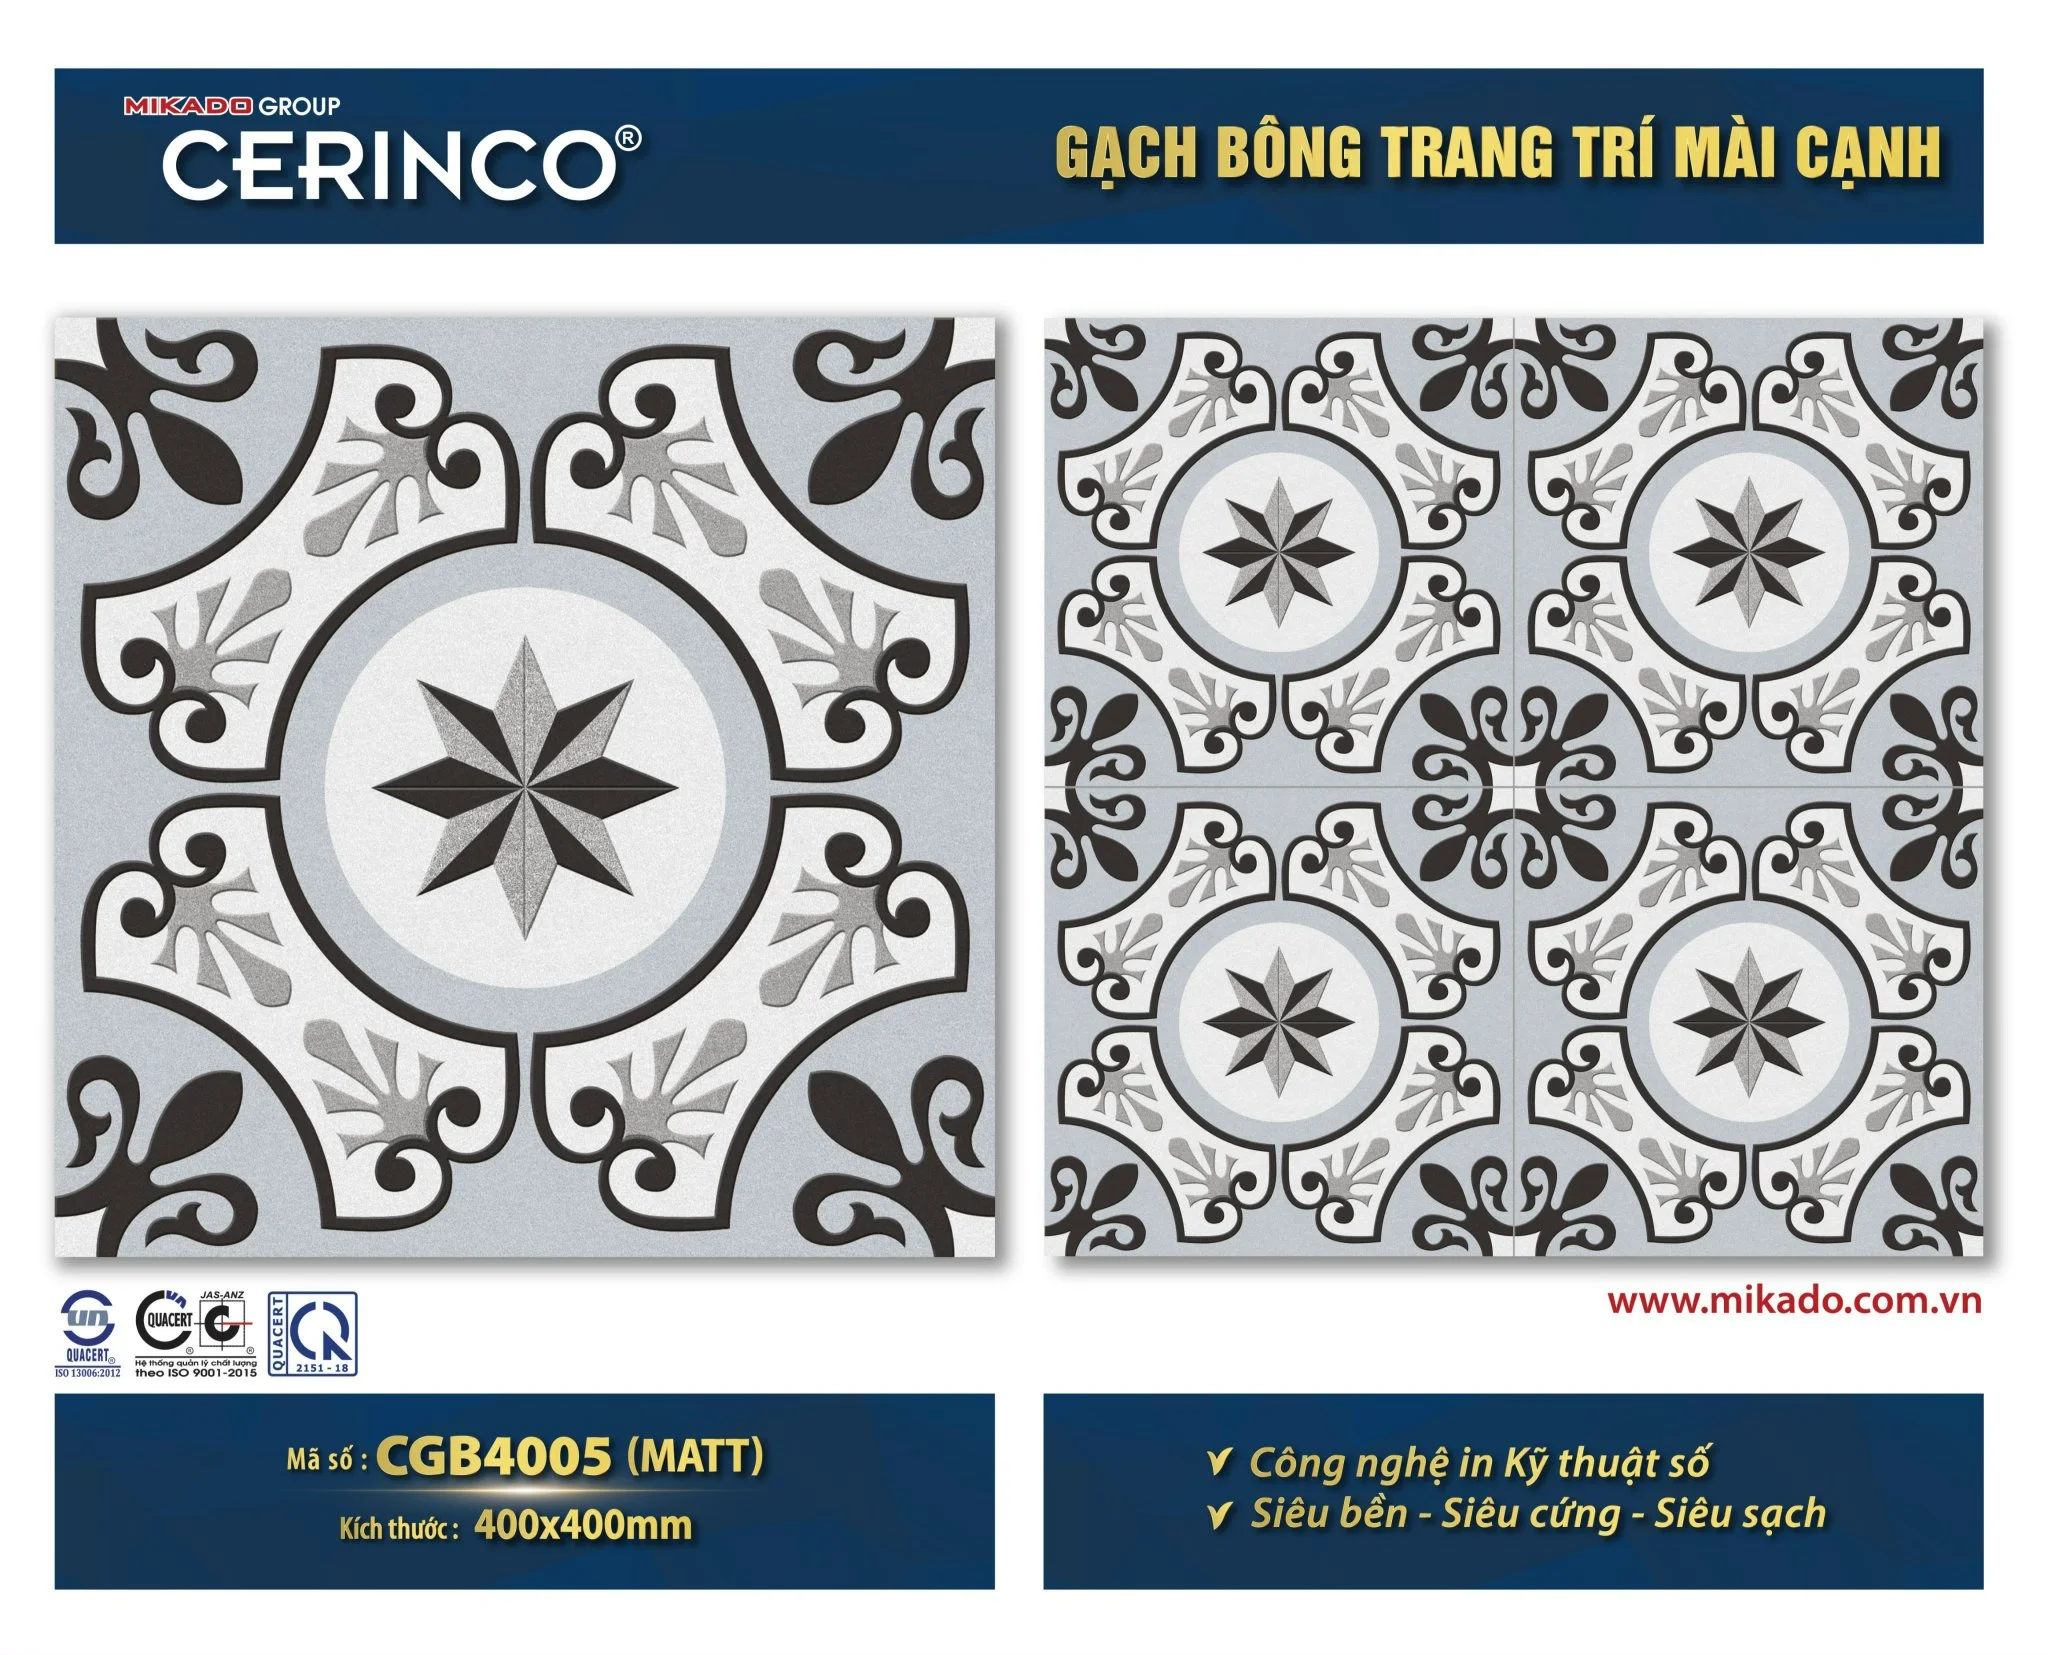 MIKADO GROUP
CERINCO®
GẠCH BÔNG TRANG TRÍ MÀI CẠNH
www.mikado.com.vn
un
QUACERT®
ISO 13006:2012
un
QUACERT ®
JAS-ANZ
C ®
Hệ thống quản lý chất lượng
theo ISO 9001-2015
QUACERT
2151 - 18
Mã số : CGB4005 (MATT)
Kích thước : 400x400mm
Công nghệ in Kỹ thuật số
Siêu bền - Siêu cứng - Siêu sạch